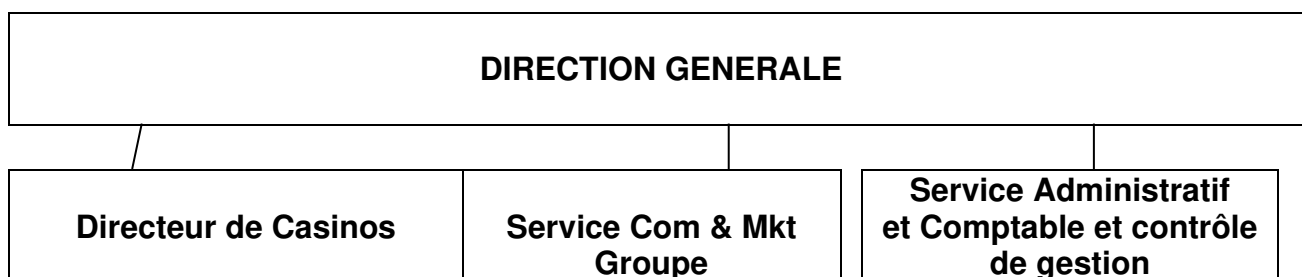 DIRECTION GENERALE
Directeur de Casinos
Service Com & Mkt
Groupe
Service Administratif
et Comptable et contrôle
de gestion